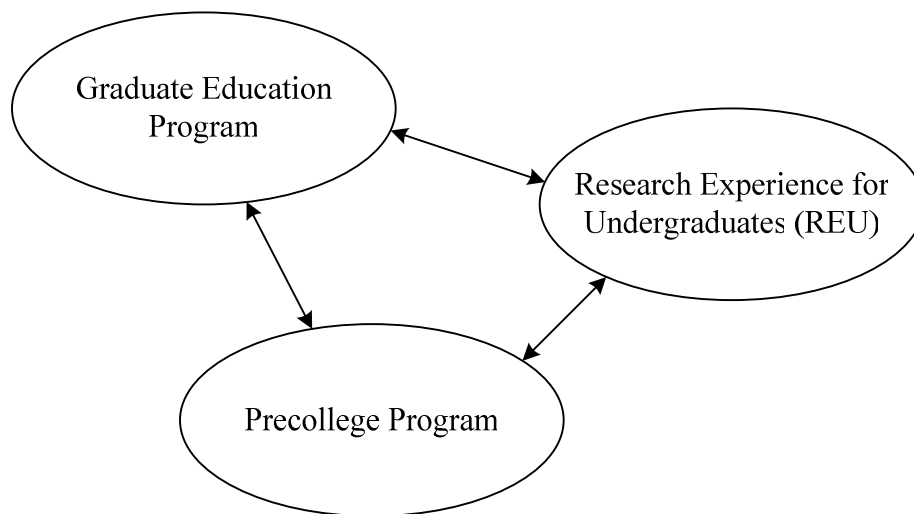 Graduate Education
Program
Research Experience for
Undergraduates (REU)
Precollege Program